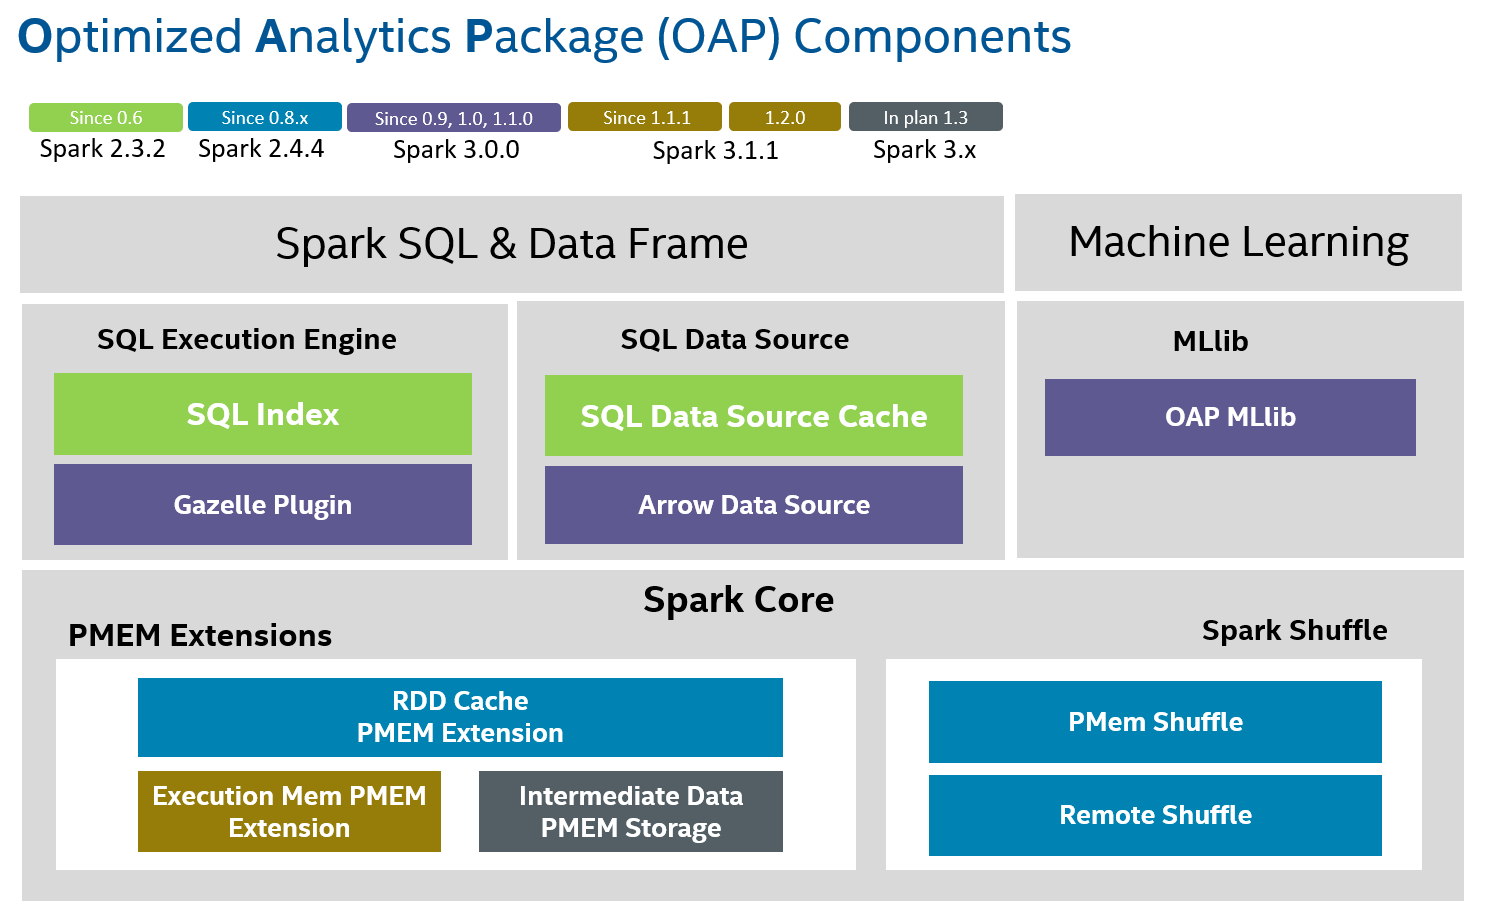 Optimized Analytics Package (OAP) Components
Since 0.6
Since 0.8.x
Since 0.9, 1.0, 1.1.0
Since 1.1.1
1.2.0
In plan 1.3
Spark 2.3.2
Spark 2.4.4
Spark 3.0.0
Spark 3.1.1
Spark 3.x
Spark SQL & Data Frame
Machine Learning
SQL Execution Engine
SQL Index
Gazelle Plugin
SQL Data Source
SQL Data Source Cache
Arrow Data Source
MLlib
OAP MLlib
Spark Core
PMEM Extensions
RDD Cache
PMEM Extension
Execution Mem PMEM
Extension
Intermediate Data
PMEM Storage
Spark Shuffle
PMem Shuffle
Remote Shuffle